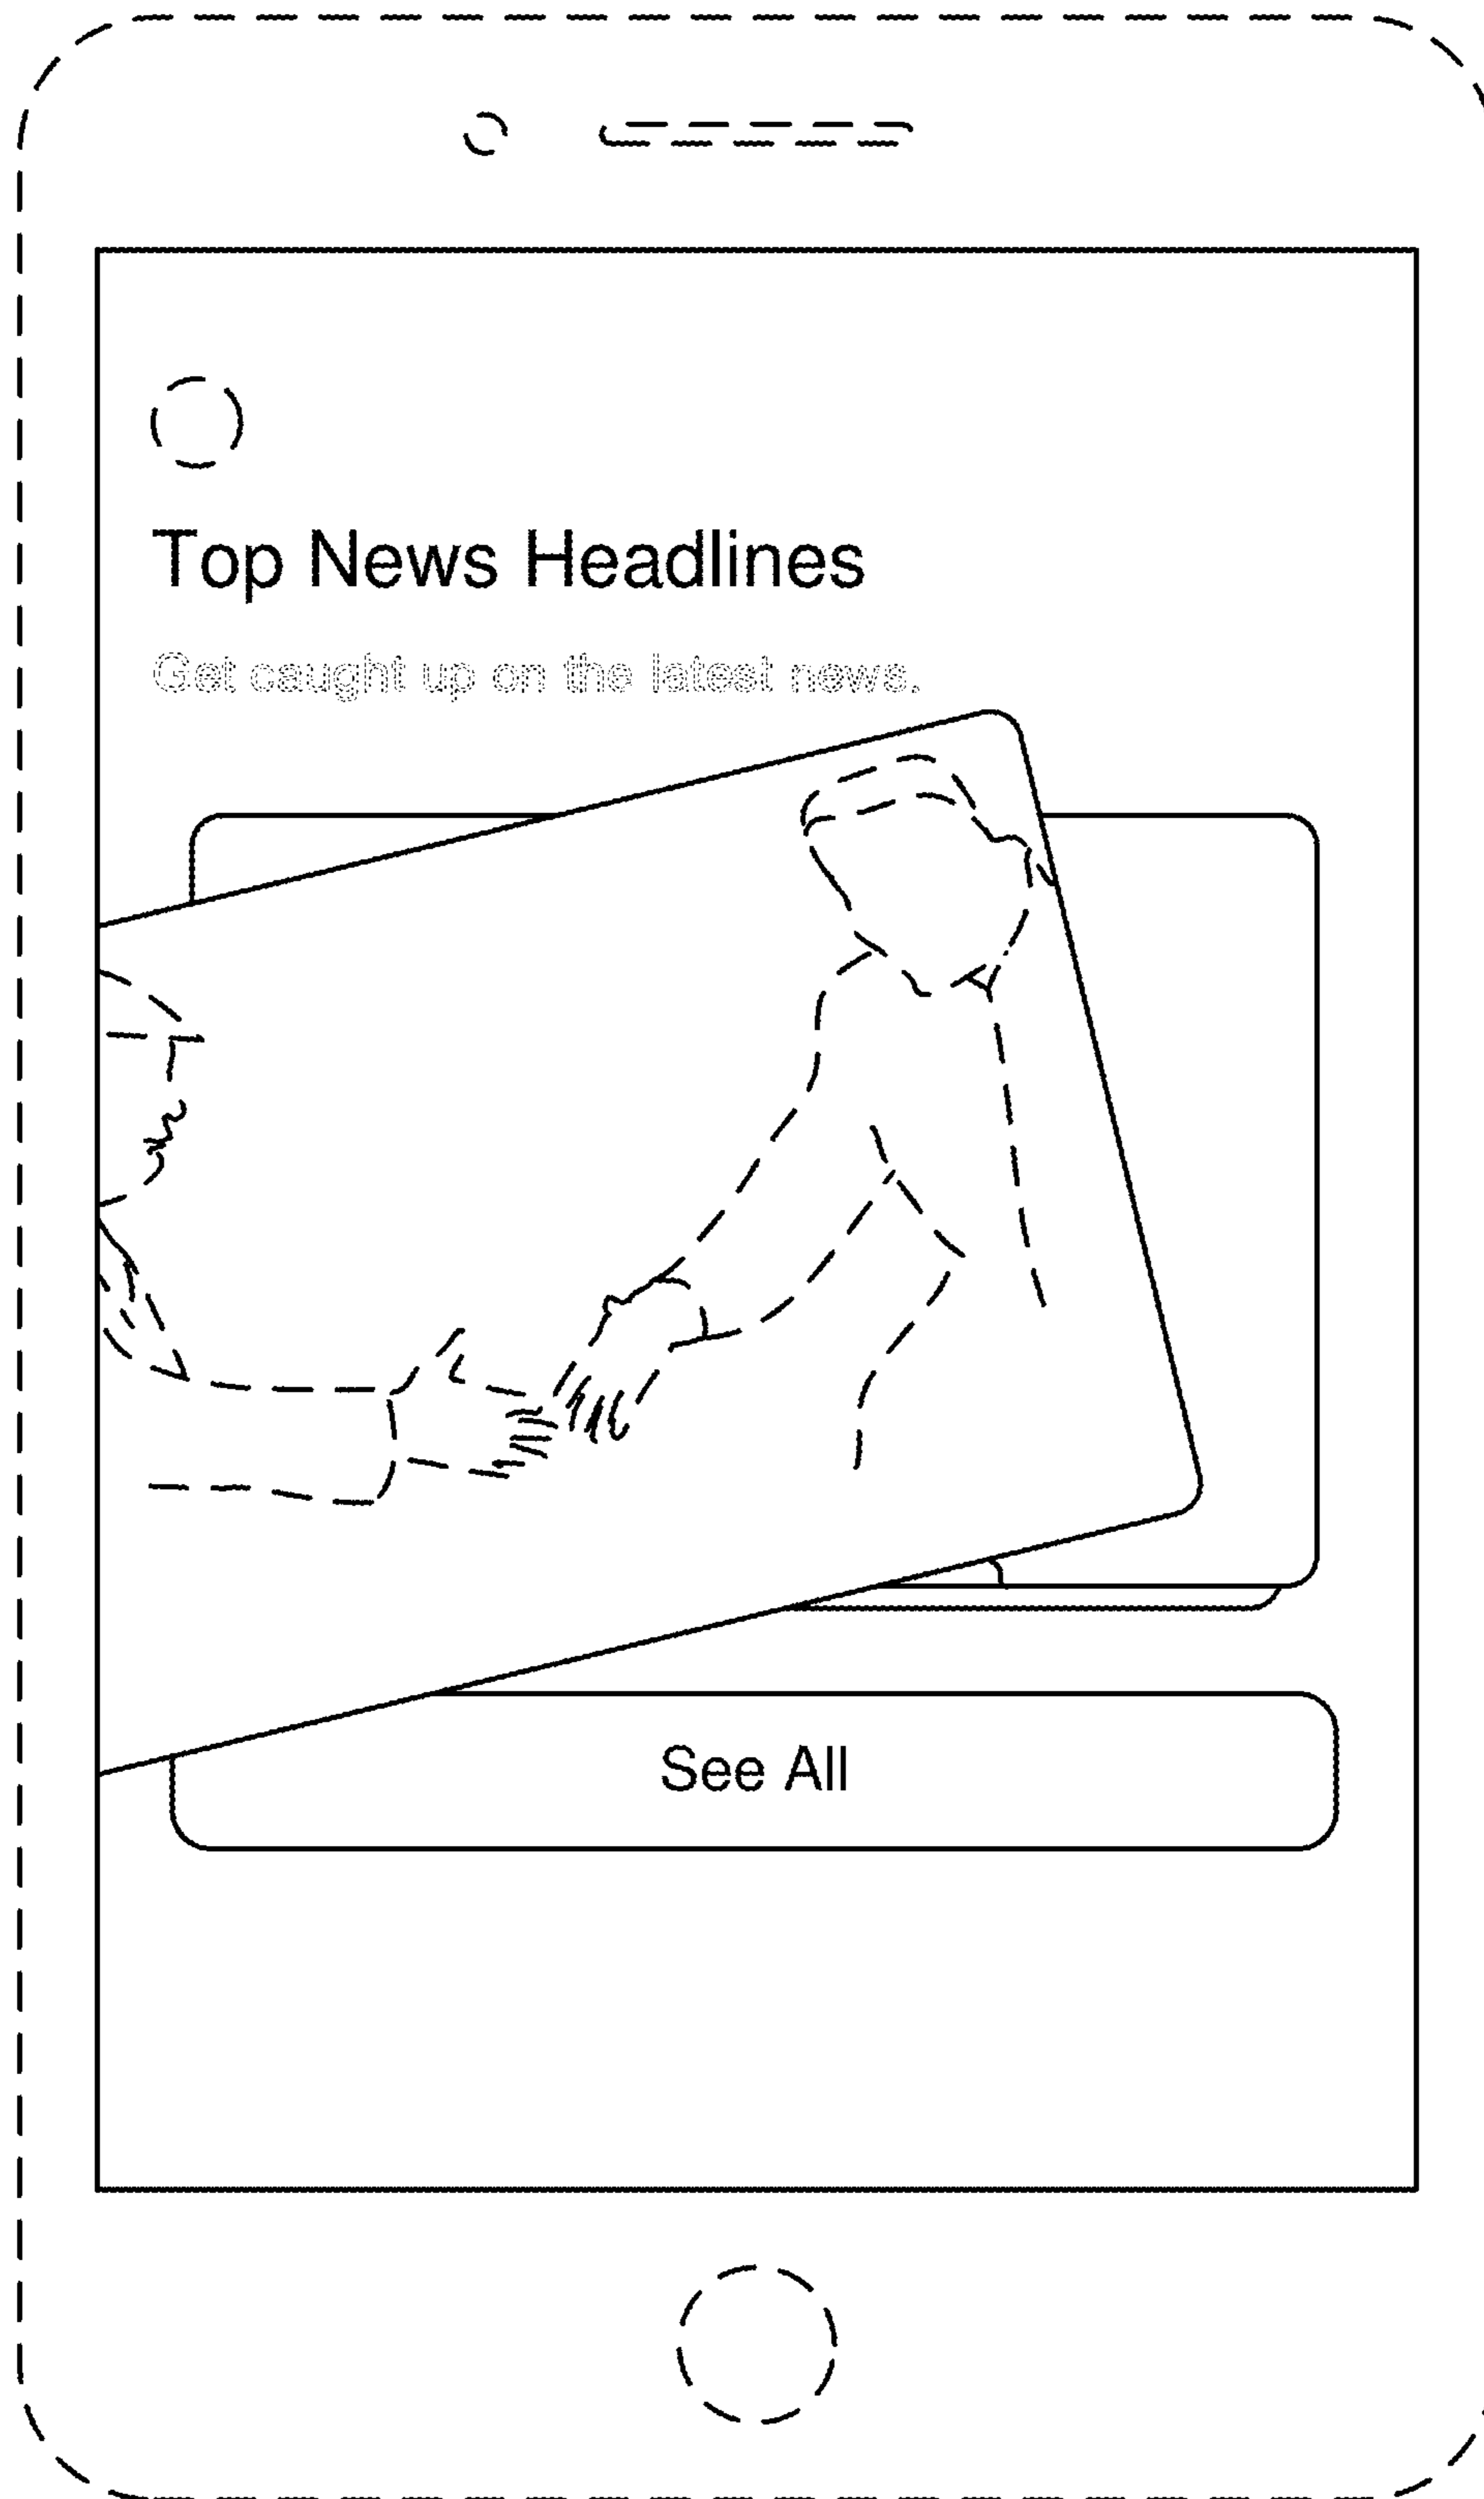 Top News Headlines
Get caught up on the latest news.
See All